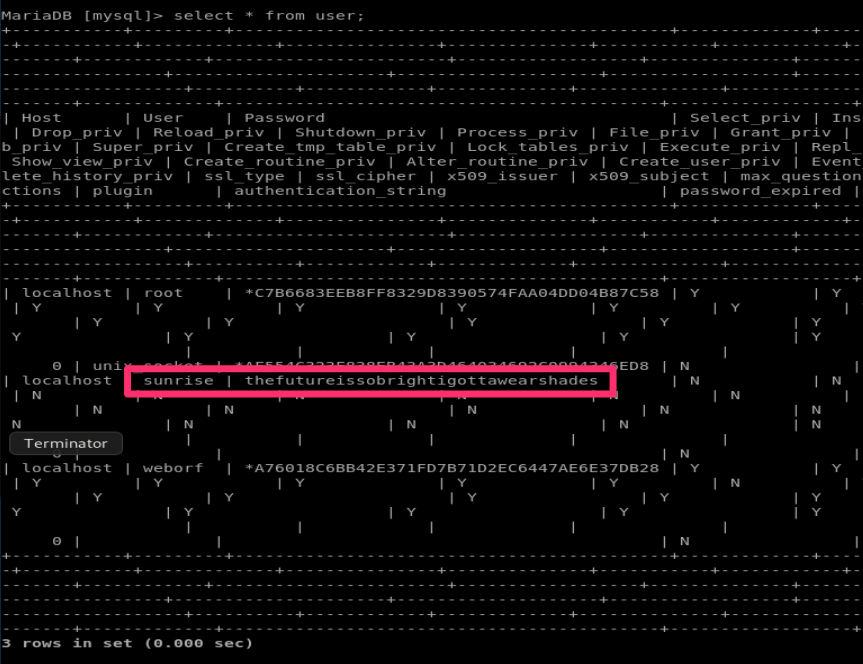 MariaDB [mysql]> select * from user;
| Host | User | Password | Select_priv | Ins
| Drop_priv | Reload_priv | Shutdown_priv | Process_priv | File_priv | Grant_priv |
b_priv | Super_priv | Create_tmp_table_priv | Lock_tables_priv | Execute_priv | Repl_
Show_view_priv | Create_routine_priv | Alter_routine_priv | Create_user_priv | Event
lete_history_priv | ssl_type | ssl_cipher | x509_issuer | x509_subject | max_question
ctions | plugin | authentication_string | password_expired |
| localhost | root | *C7B6683EEB8FF8329D8390574FAA04DD04B87C58 | Y | Y
| Y | Y | Y | Y | Y | Y |
| Y | Y | Y | Y | Y
Y | Y | Y | Y | Y
| | | |
0 | unix_socket | | N |
| localhost | sunrise | thefutureissobrightigottawearshades | N | N
| N | N | N | N | N | N |
| N | N | N | N | N
N | N | N | N | N
Terminator | | | |
| N |
| localhost | weborf | *A76018C6BB42E371FD7B71D2EC6447AE6E37DB28 | Y | Y
| Y | Y | Y | Y | Y | N |
| Y | Y | Y | Y | Y
Y | Y | Y | Y | Y
| | | |
0 | | | N |
3 rows in set (0.000 sec)